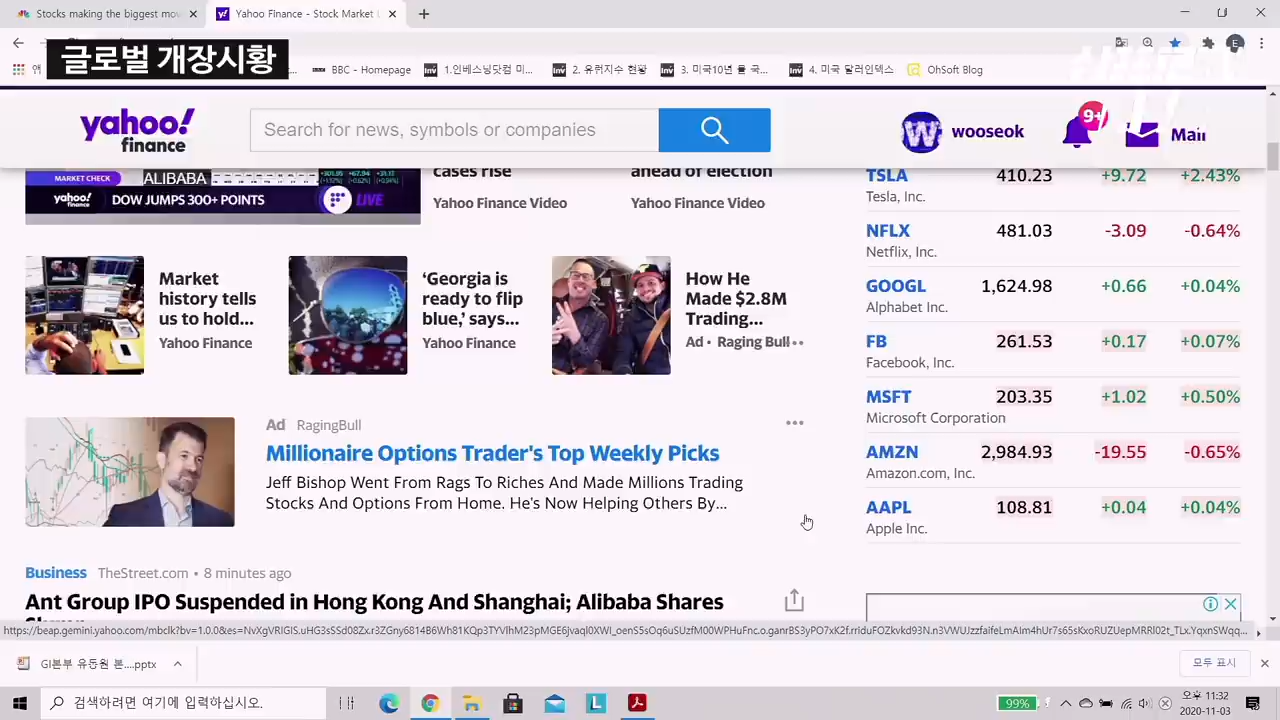 Stocks making the biggest mov
Yahoo Finance - Stock Market L
글로벌 개장시황
BBC - Homepage
1.인베스닝닷컴 미...
2. 유뤼지수 현황
3. 미국10년 률 국...
4. 미국 달러인덱스
OhSoft Blog
yahoo!
finance
Search for news, symbols or companies
wooseok
9+
Mail
MARKET CHECK
ALIBABA
yahoo!
finance
DOW JUMPS 300+ POINTS
LIVE
cases rise
Yahoo Finance Video
ahead of election
Yahoo Finance Video
TSLA 410.23 +9.72 +2.43%
Tesla, Inc.
NFLX 481.03 -3.09 -0.64%
Netflix, Inc.
GOOGL 1,624.98 +0.66 +0.04%
Alphabet Inc.
FB 261.53 +0.17 +0.07%
Facebook, Inc.
MSFT 203.35 +1.02 +0.50%
Microsoft Corporation
AMZN 2,984.93 -19.55 -0.65%
Amazon.com, Inc.
AAPL 108.81 +0.04 +0.04%
Apple Inc.
Market
history tells
us to hold...
Yahoo Finance
‘Georgia is
ready to flip
blue,’ says...
Yahoo Finance
How He
Made $2.8M
Trading...
Ad • Raging Bull
Ad RagingBull
Millionaire Options Trader's Top Weekly Picks
Jeff Bishop Went From Rags To Riches And Made Millions Trading
Stocks And Options From Home. He's Now Helping Others By...
Business TheStreet.com • 8 minutes ago
Ant Group IPO Suspended in Hong Kong And Shanghai; Alibaba Shares
GI본부 유동원 본....pptx
모두 표시
검색하려면 여기에 입력하십시오.
99%
오후 11:32
2020-11-03